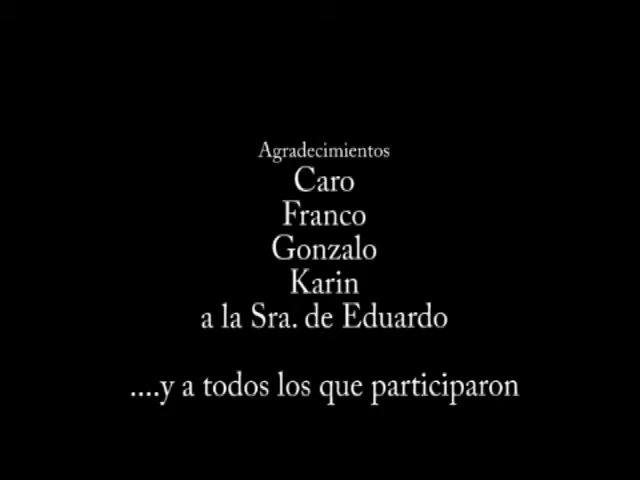 Agradecimientos
Caro
Franco
Gonzalo
Karin
a la Sra. de Eduardo
....y a todos los que participaron